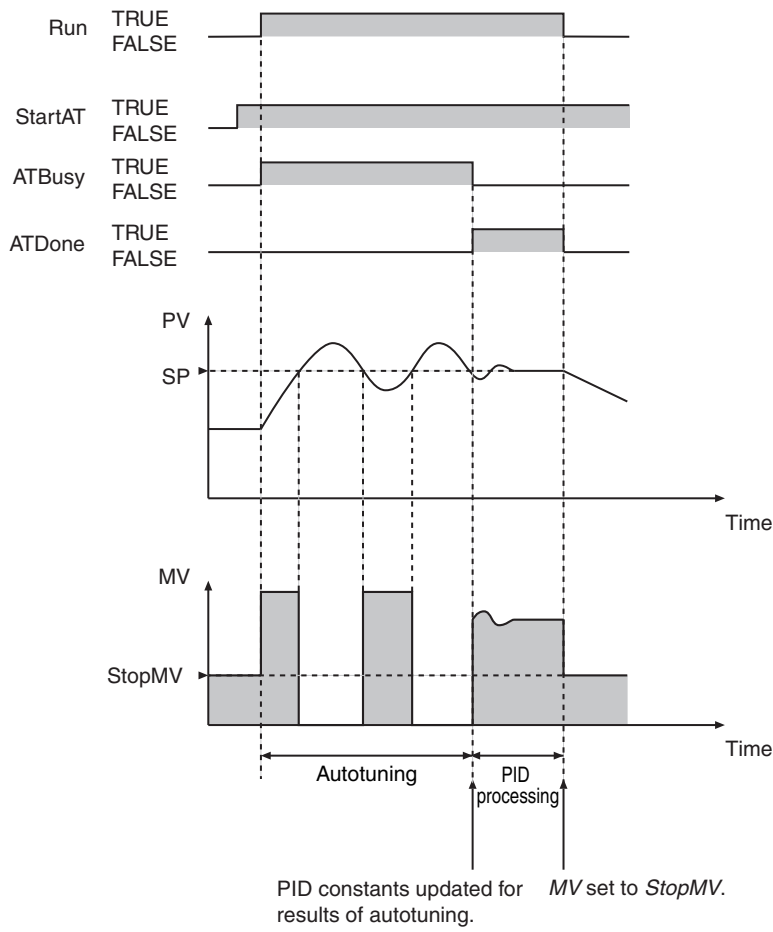 Run TRUE
FALSE
StartAT TRUE
FALSE
ATBusy TRUE
FALSE
ATDone TRUE
FALSE
PV
SP
Time
MV
StopMV
Time
Autotuning
PID
processing
PID constants updated for
results of autotuning.
MV set to StopMV.